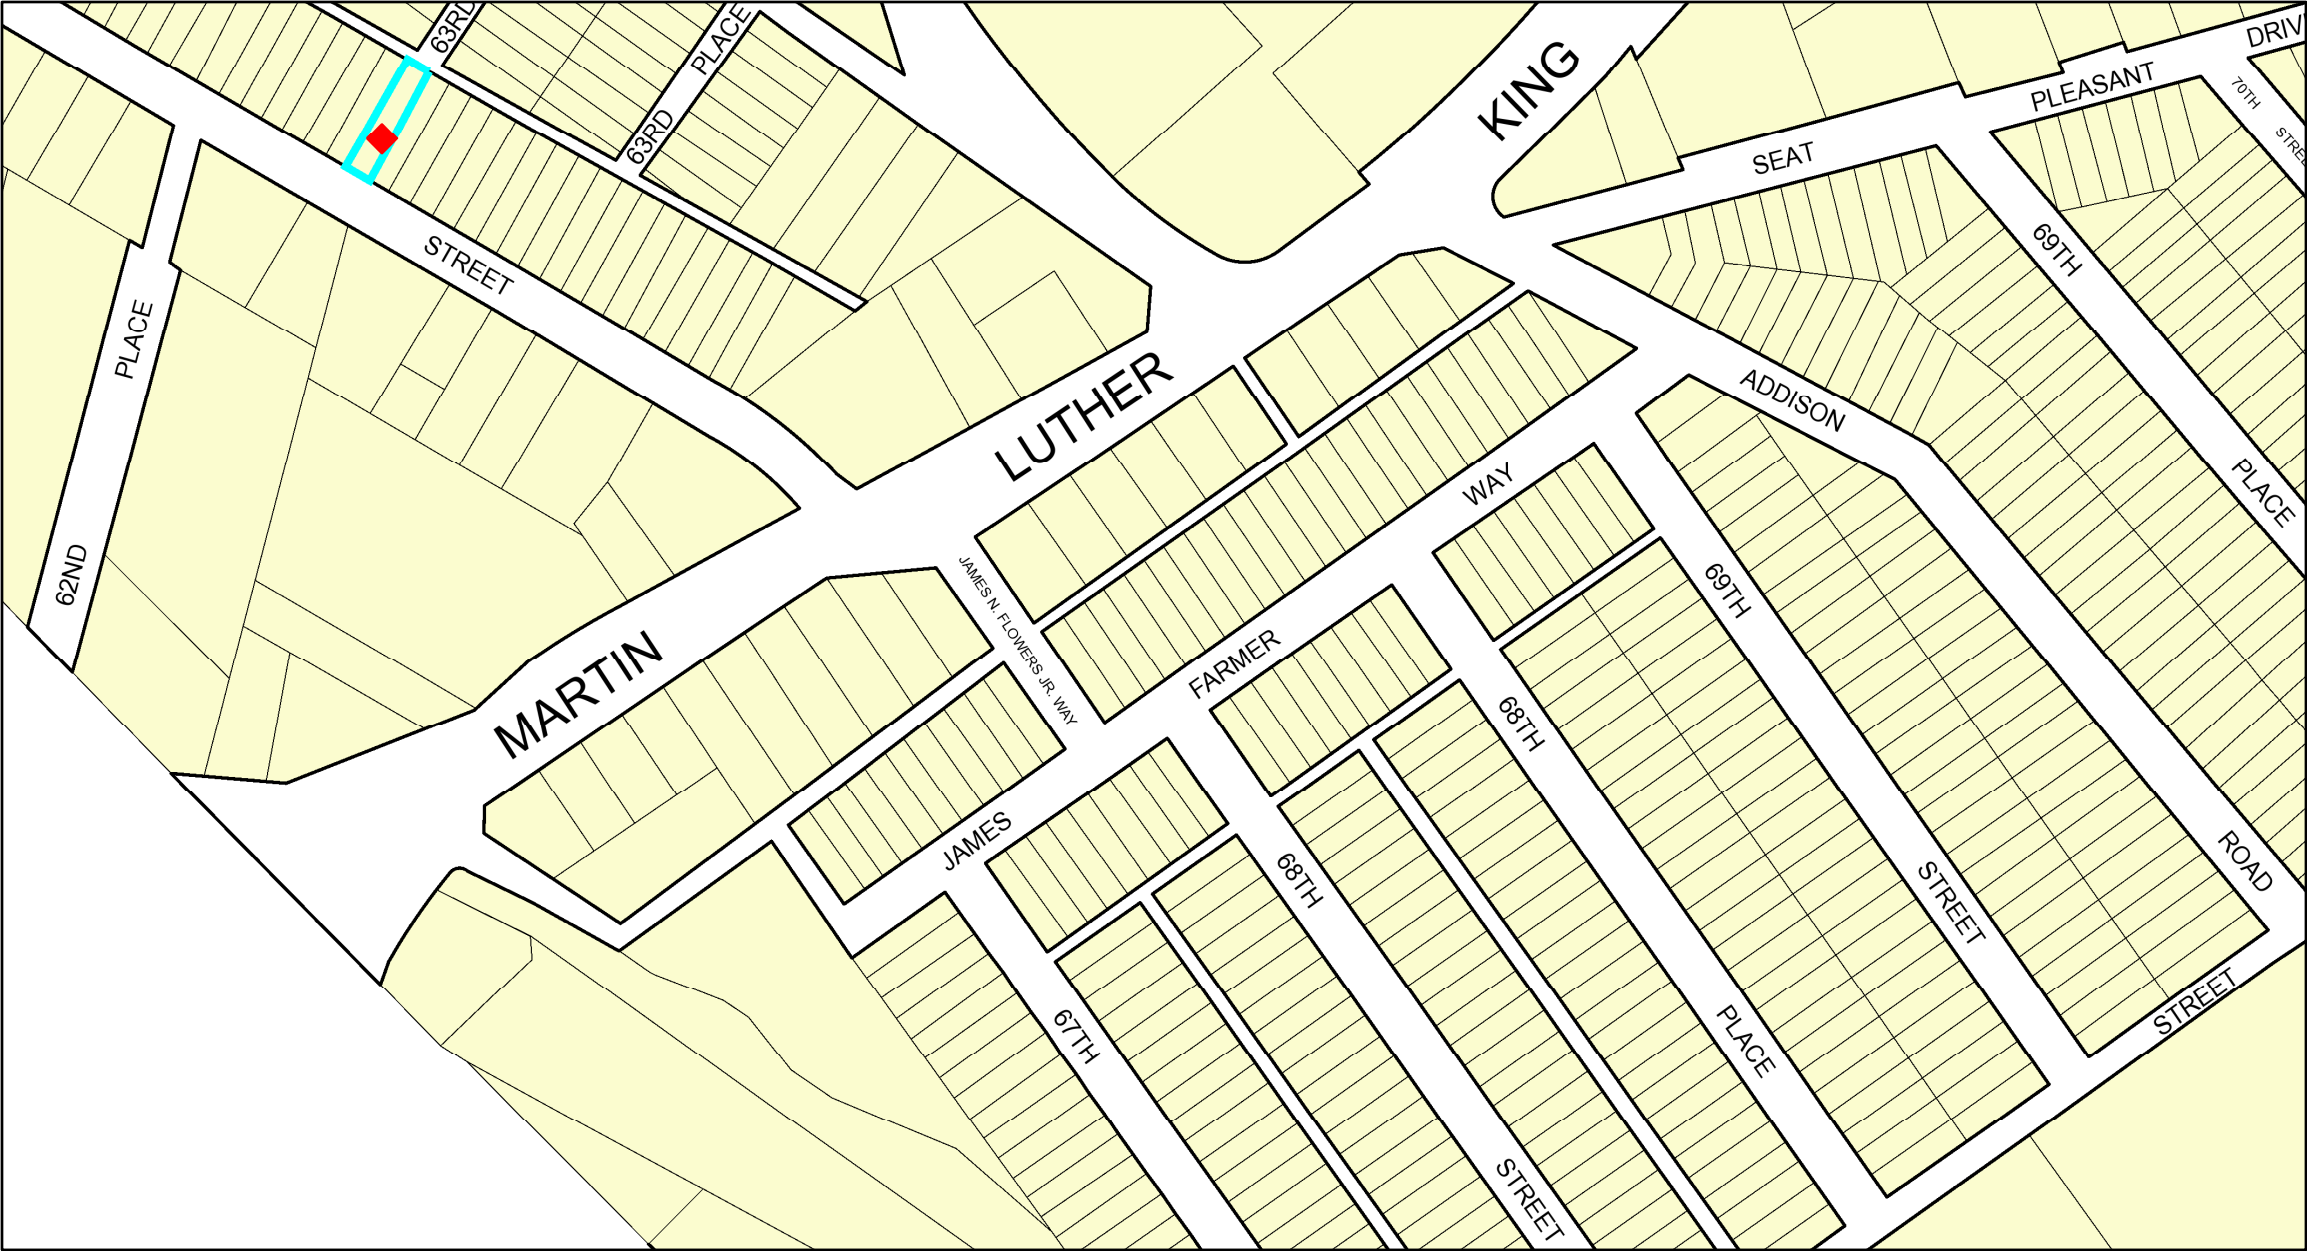 63RD
PLACE
63RD
KING
DRIV
PLEASANT
70TH
STREE
SEAT
STREET
69TH
PLACE
LUTHER
ADDISON
WAY
PLACE
62ND
JAMES N. FLOWERS JR. WAY
69TH
MARTIN
FARMER
68TH
JAMES
68TH
ROAD
STREET
STREET
67TH
PLACE
STREET